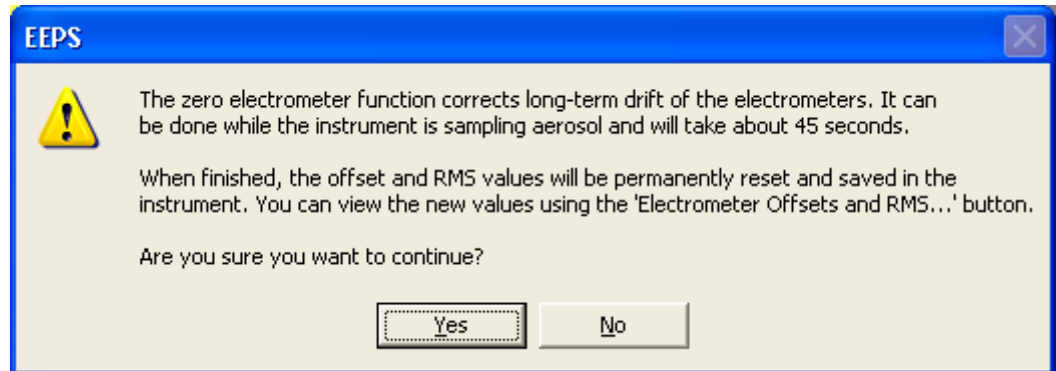 EEPS
The zero electrometer function corrects long-term drift of the electrometers. It can
be done while the instrument is sampling aerosol and will take about 45 seconds.
When finished, the offset and RMS values will be permanently reset and saved in the
instrument. You can view the new values using the 'Electrometer Offsets and RMS...' button.
Are you sure you want to continue?
Yes
No